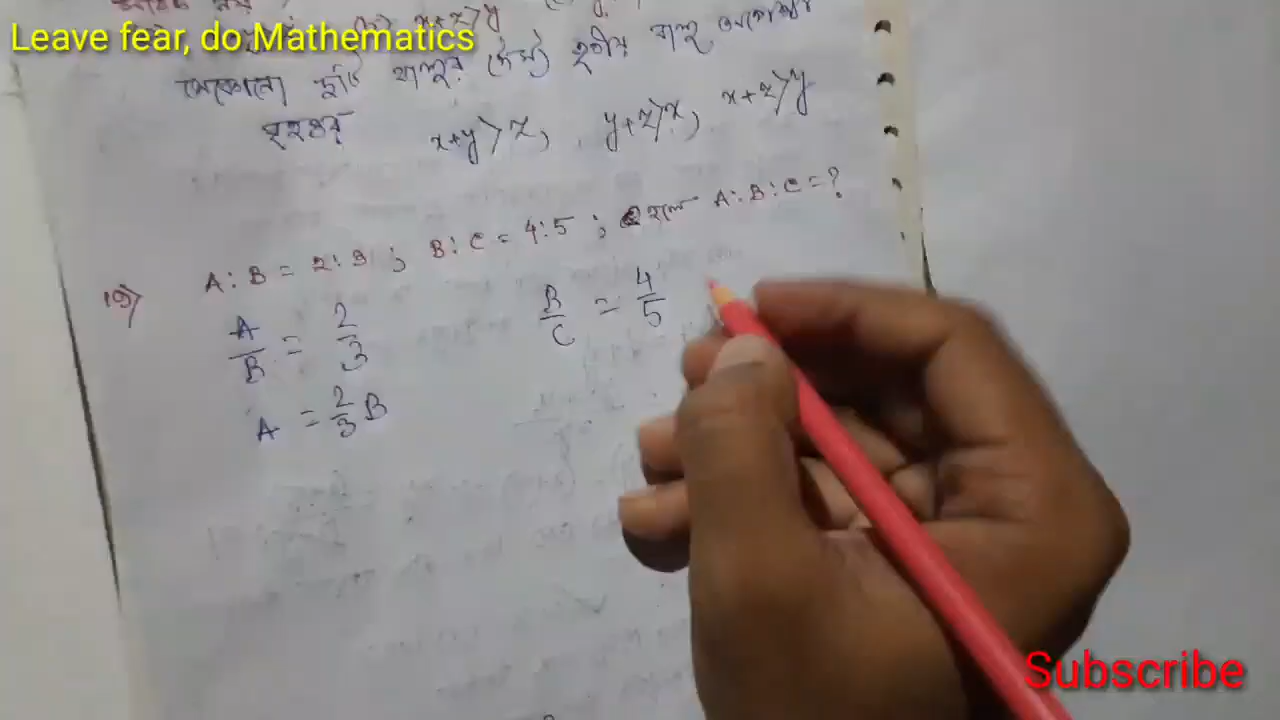 x+z>y
Leave fear, do Mathematics
যেকোনো দুটি বাহুর দৈর্ঘ্য তৃতীয় বাহু অপেক্ষা
বৃহত্তর x+y>z, y+z>x, x+z>y
19) A:B = 2:3 ; B:C = 4:5 ; হলে A:B:C = ?
A/B = 2/3 B/C = 4/5
A = 2/3 B
Subscribe